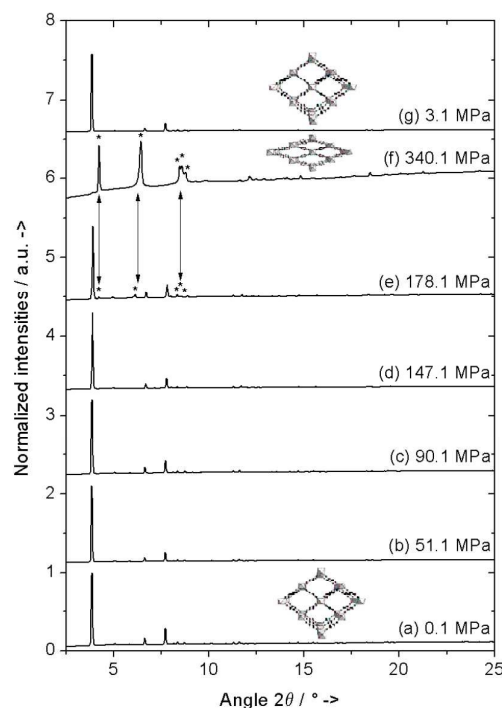 8
(g) 3.1 MPa
7
* *
(f) 340.1 MPa
* * *
6
Normalized intensities / a.u. ->
5
(e) 178.1 MPa
* * * * *
4
(d) 147.1 MPa
3
(c) 90.1 MPa
2
(b) 51.1 MPa
1
(a) 0.1 MPa
0
5 10 15 20 25
Angle 2θ / ° ->